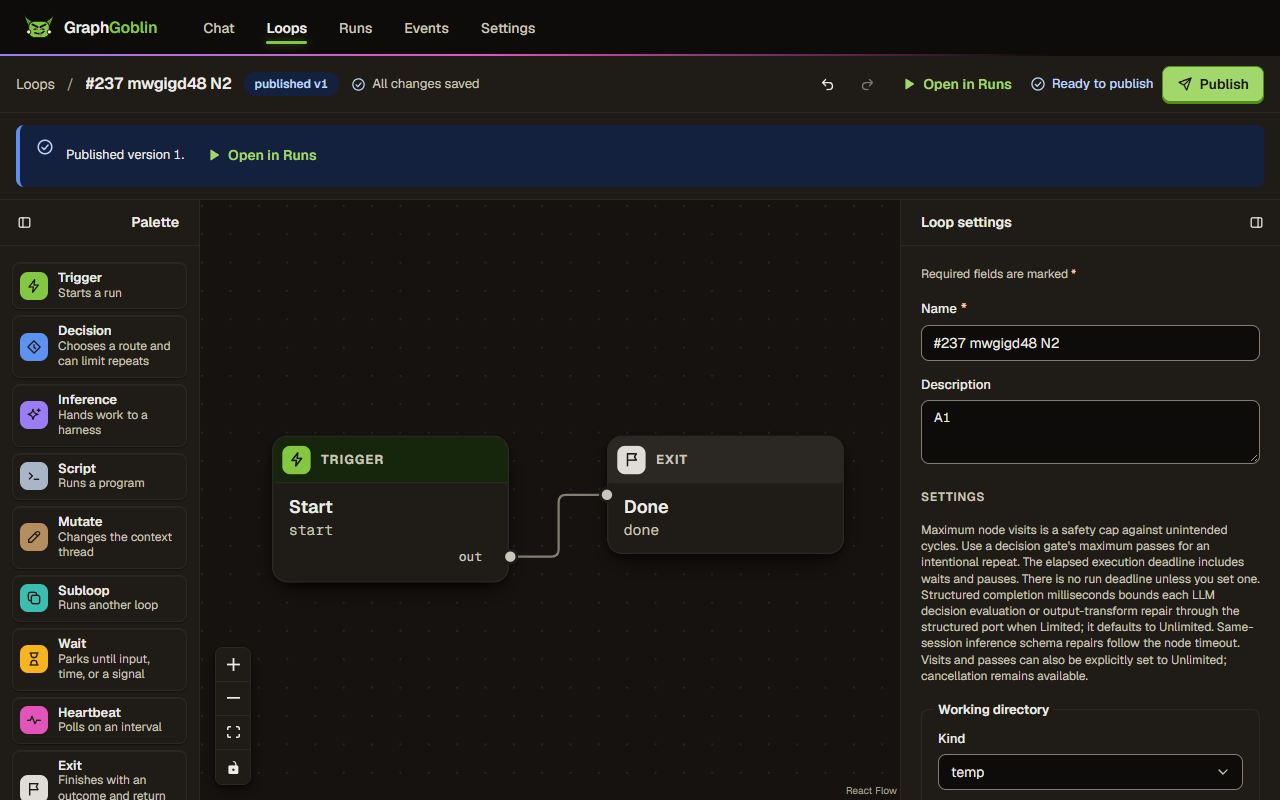 GraphGoblin
Chat
Loops
Runs
Events
Settings
Loops / #237 mwgigd48 N2
published v1
All changes saved
Open in Runs
Ready to publish
Publish
Published version 1.
Open in Runs
Palette
Trigger
Starts a run
Decision
Chooses a route and
can limit repeats
Inference
Hands work to a
harness
Script
Runs a program
Mutate
Changes the context
thread
Subloop
Runs another loop
Wait
Parks until input,
time, or a signal
Heartbeat
Polls on an interval
Exit
Finishes with an
outcome and return
TRIGGER
Start
start
out
EXIT
Done
done
React Flow
Loop settings
Required fields are marked *
Name *
#237 mwgigd48 N2
Description
A1
SETTINGS
Maximum node visits is a safety cap against unintended
cycles. Use a decision gate's maximum passes for an
intentional repeat. The elapsed execution deadline includes
waits and pauses. There is no run deadline unless you set one.
Structured completion milliseconds bounds each LLM
decision evaluation or output-transform repair through the
structured port when Limited; it defaults to Unlimited. Same-
session inference schema repairs follow the node timeout.
Visits and passes can also be explicitly set to Unlimited;
cancellation remains available.
Working directory
Kind
temp